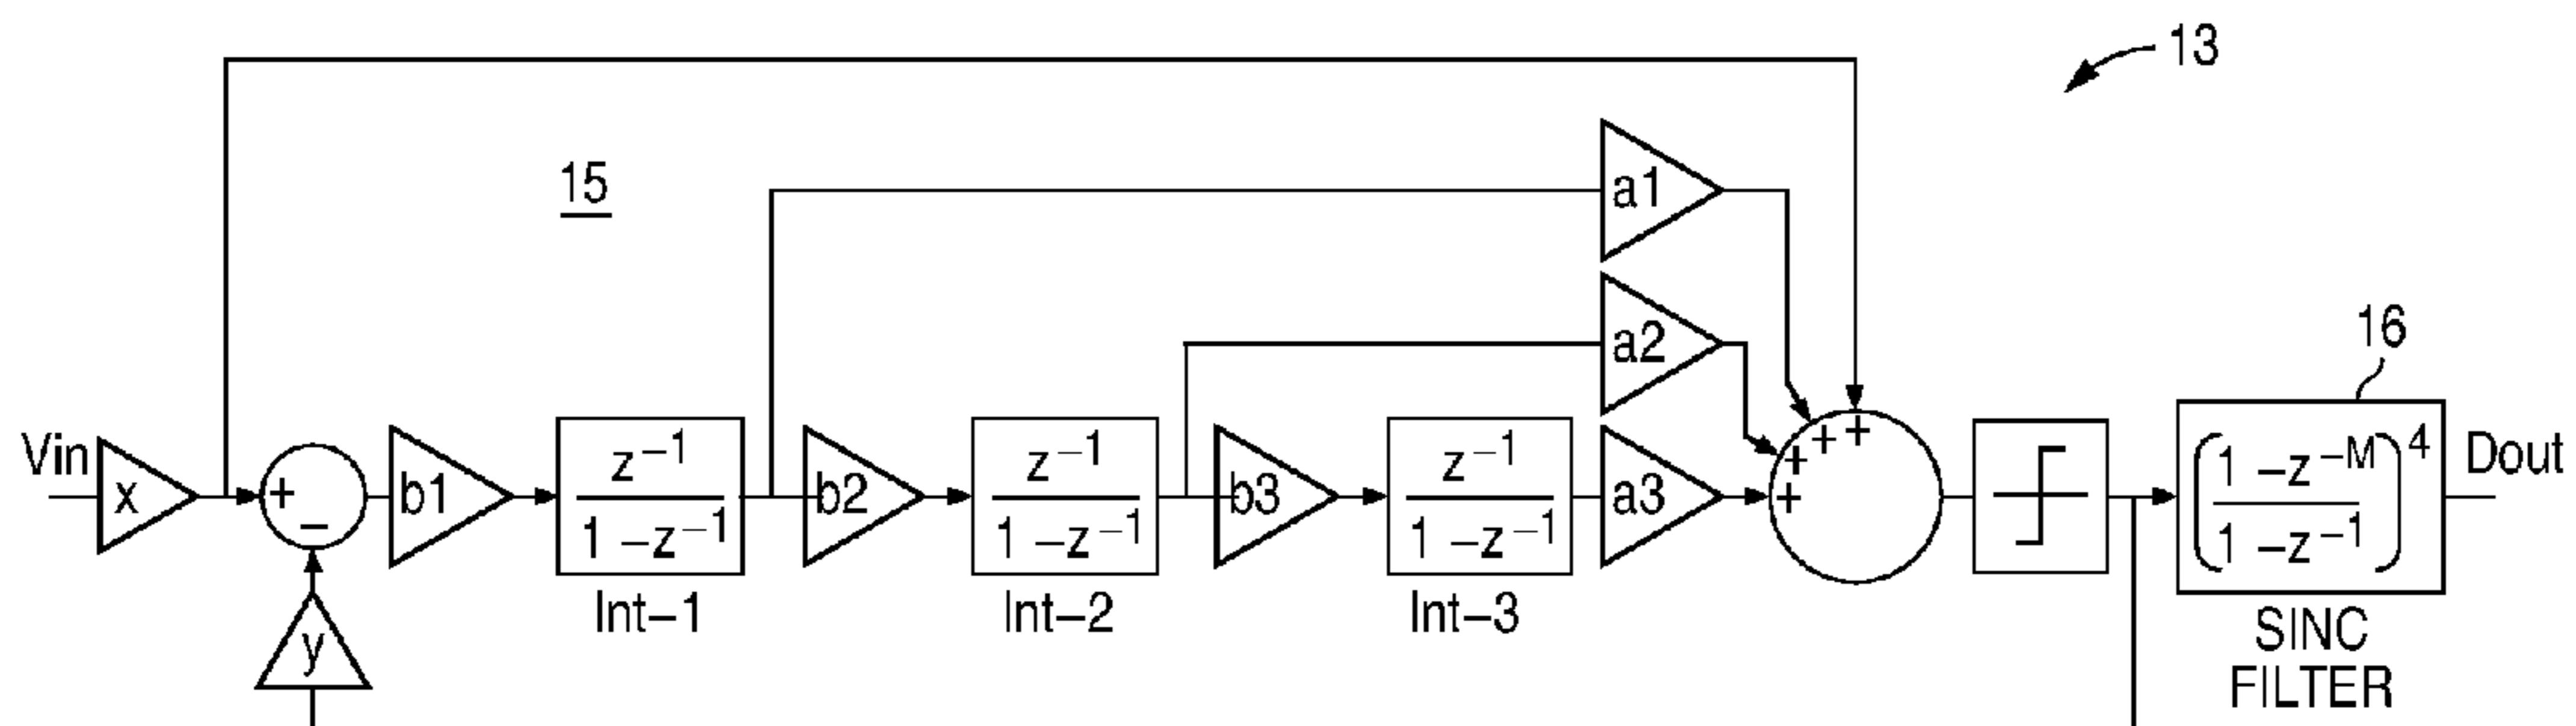 13
15
a1
a2
16
Vin
x
+
−
b1
z⁻¹
1 −z⁻¹
Int−1
b2
z⁻¹
1 −z⁻¹
Int−2
b3
z⁻¹
1 −z⁻¹
Int−3
a3
+
+
+
+
(1 −z⁻ᴹ
1 −z⁻¹)⁴
Dout
SINC
FILTER
y